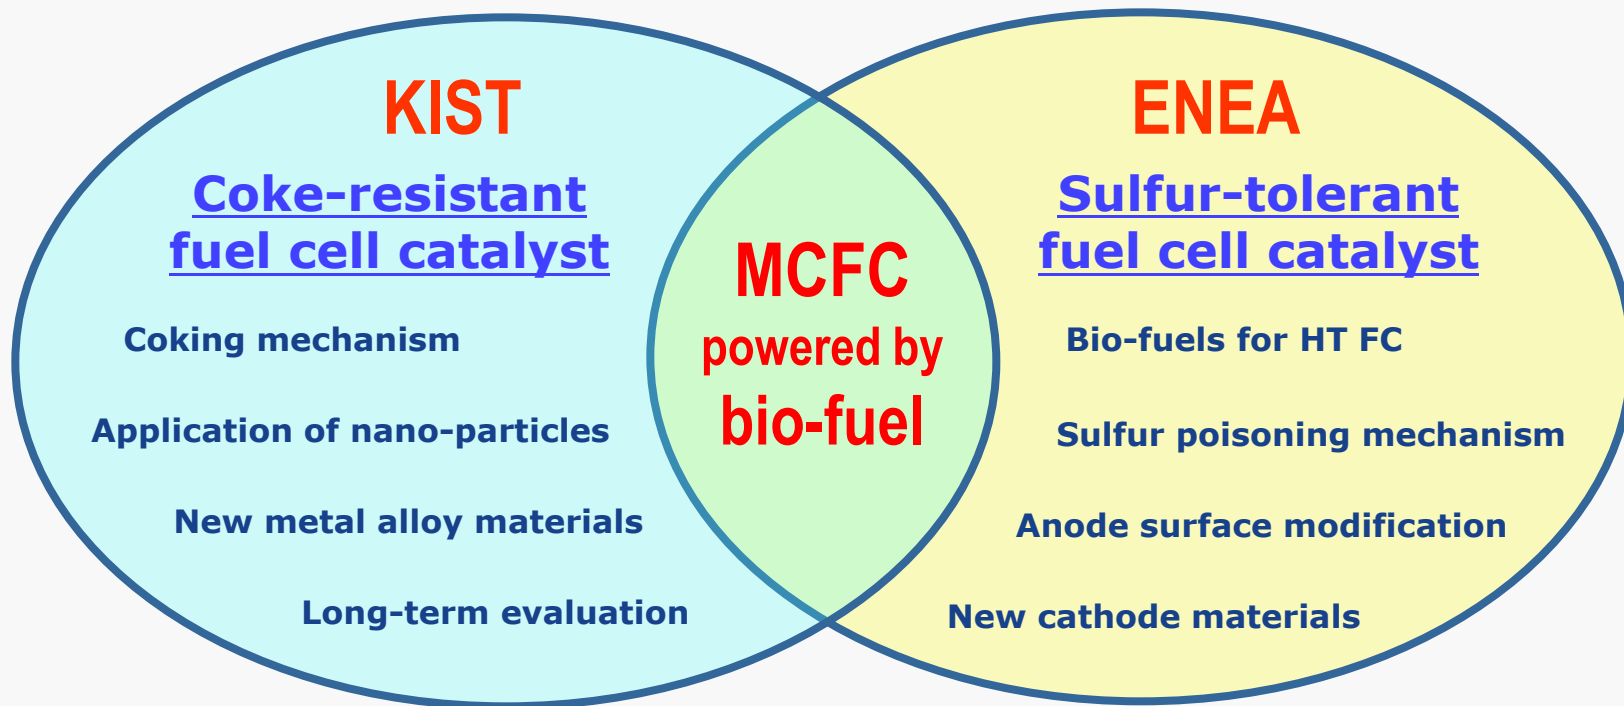 KIST
Coke-resistant
fuel cell catalyst
Coking mechanism
Application of nano-particles
New metal alloy materials
Long-term evaluation
MCFC
powered by
bio-fuel
ENEA
Sulfur-tolerant
fuel cell catalyst
Bio-fuels for HT FC
Sulfur poisoning mechanism
Anode surface modification
New cathode materials